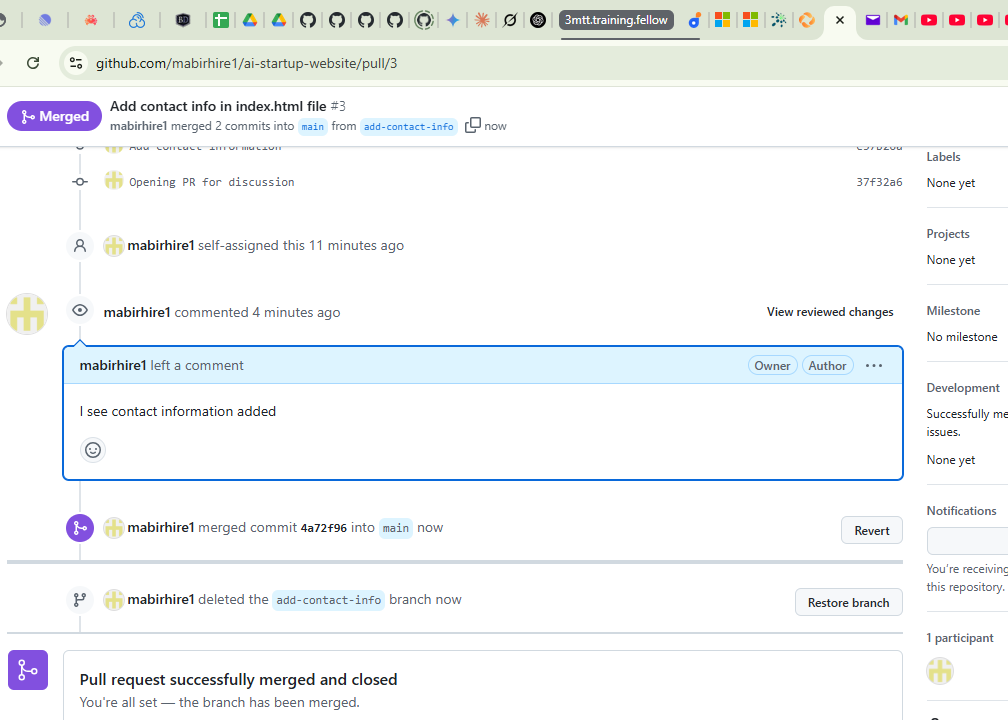 BD
3mtt.training.fellow
github.com/mabirhire1/ai-startup-website/pull/3
Merged
Add contact info in index.html file #3
mabirhire1 merged 2 commits into main from add-contact-info now
Add contact information
Opening PR for discussion 37f32a6
mabirhire1 self-assigned this 11 minutes ago
mabirhire1 commented 4 minutes ago
View reviewed changes
mabirhire1 left a comment
Owner
Author
I see contact information added
mabirhire1 merged commit 4a72f96 into main now
Revert
mabirhire1 deleted the add-contact-info branch now
Restore branch
Pull request successfully merged and closed
You're all set — the branch has been merged.
Labels
None yet
Projects
None yet
Milestone
No milestone
Development
Successfully me
issues.
None yet
Notifications
You're receiving
this repository.
1 participant